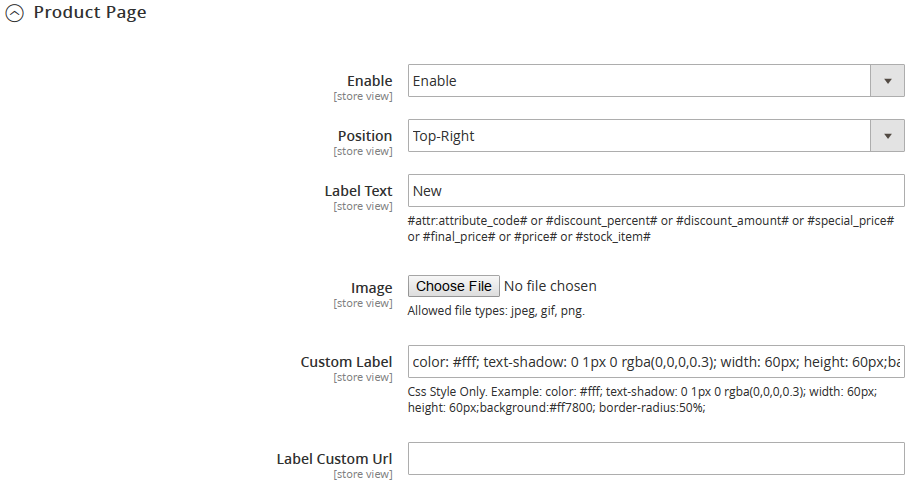 Product Page
Enable
Enable
[store view]
Position
Top-Right
[store view]
Label Text
New
[store view]
#attr:attribute_code# or #discount_percent# or #discount_amount# or #special_price#
or #final_price# or #price# or #stock_item#
Image
Choose File No file chosen
[store view]
Allowed file types: jpeg, gif, png.
Custom Label
color: #fff; text-shadow: 0 1px 0 rgba(0,0,0,0.3); width: 60px; height: 60px;ba
[store view]
Css Style Only. Example: color: #fff; text-shadow: 0 1px 0 rgba(0,0,0,0.3); width: 60px;
height: 60px;background:#ff7800; border-radius:50%;
Label Custom Url
[store view]